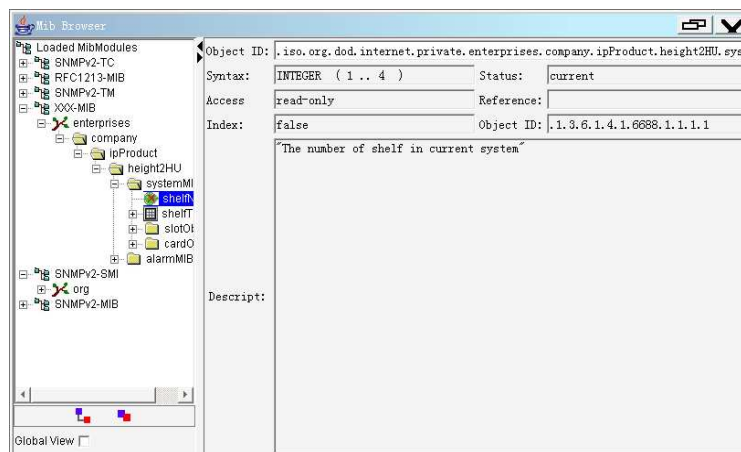 Mib Browser
Loaded MibModules
SNMPv2-TC
RFC1213-MIB
SNMPv2-TM
XXX-MIB
enterprises
company
ipProduct
height2HU
systemMI
shelfN
shelfT
slotOb
cardO
alarmMIB
SNMPv2-SMI
org
SNMPv2-MIB
Global View
Object ID: .iso.org.dod.internet.private.enterprises.company.ipProduct.height2HU.sys
Syntax: INTEGER ( 1 .. 4 ) Status: current
Access read-only Reference:
Index: false Object ID: .1.3.6.1.4.1.6688.1.1.1.1
"The number of shelf in current system"
Descript: